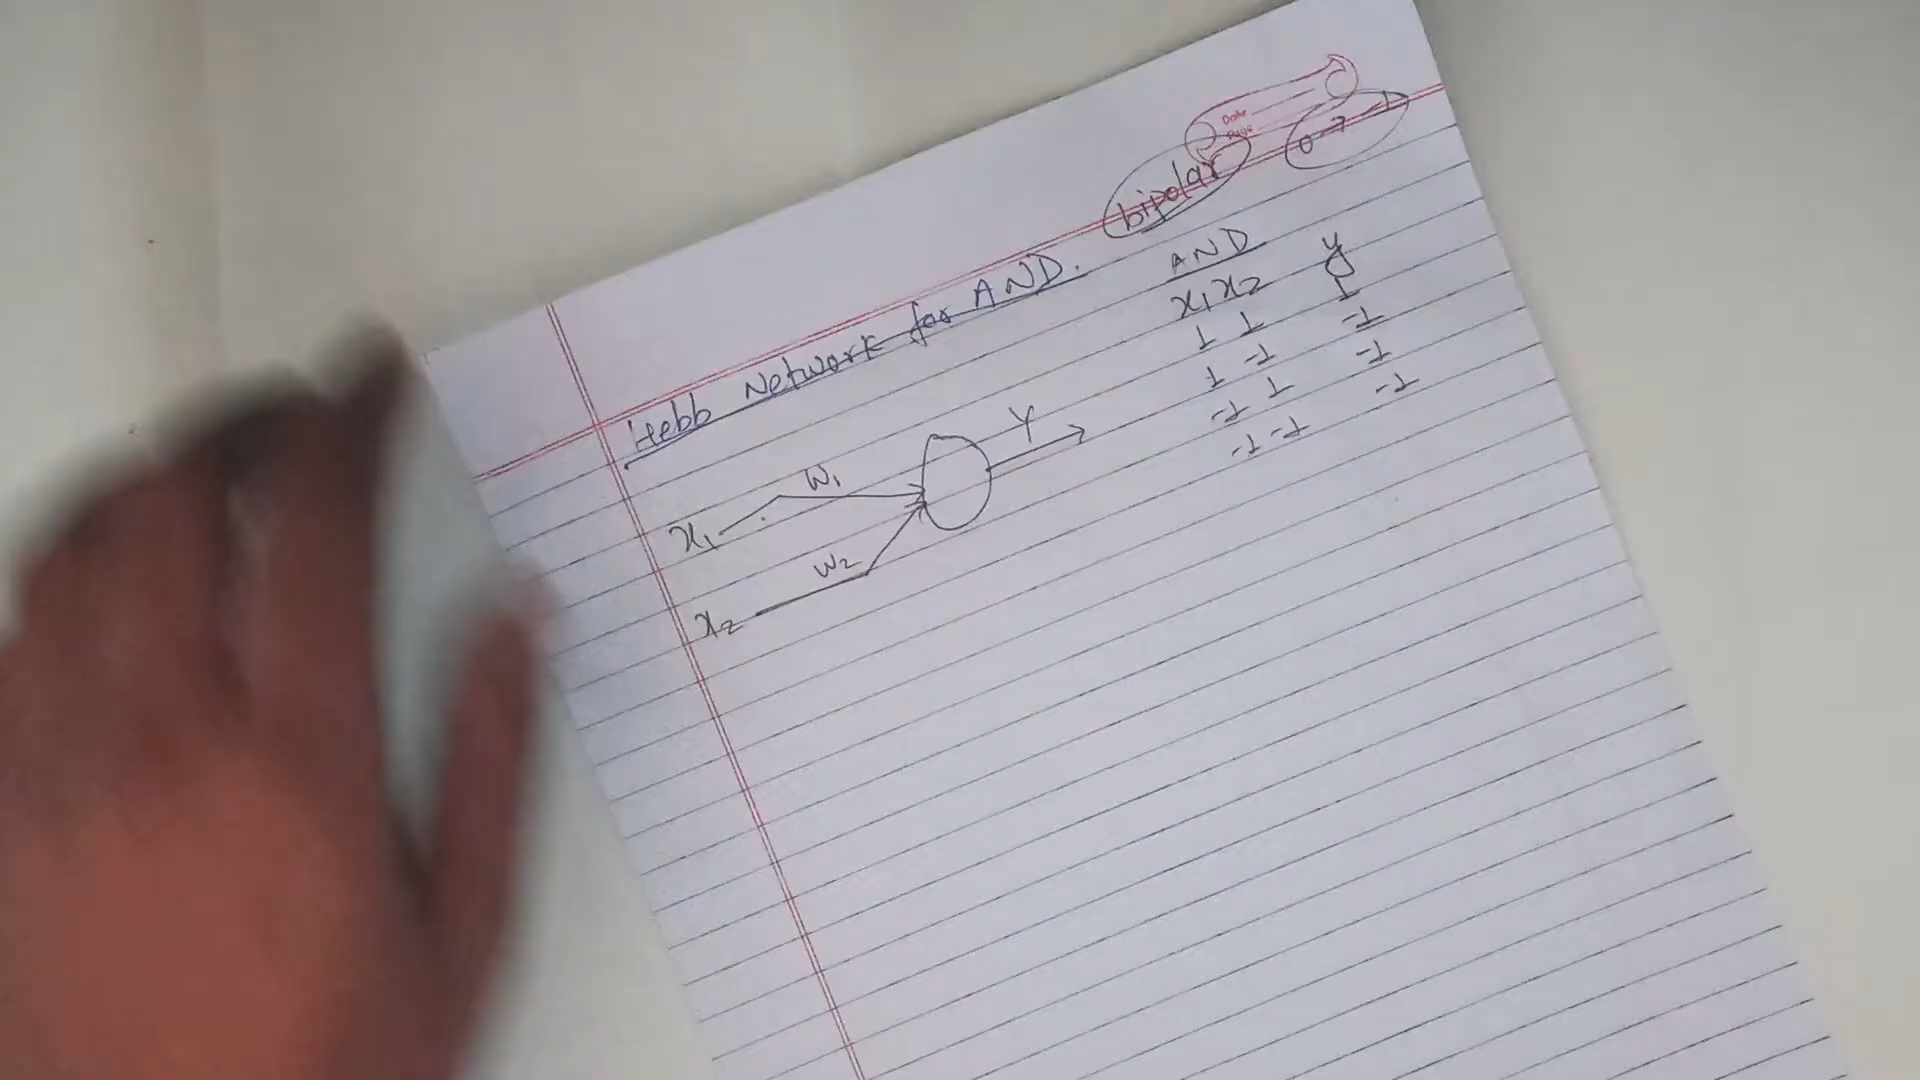 Date
Page
bipolar 0 → -1
Hebb Network for AND.
AND
x₁ x₂ y
1 1 1
1 -1 -1
-1 1 -1
-1 -1 -1
x₁ w₁ Y
x₂ w₂